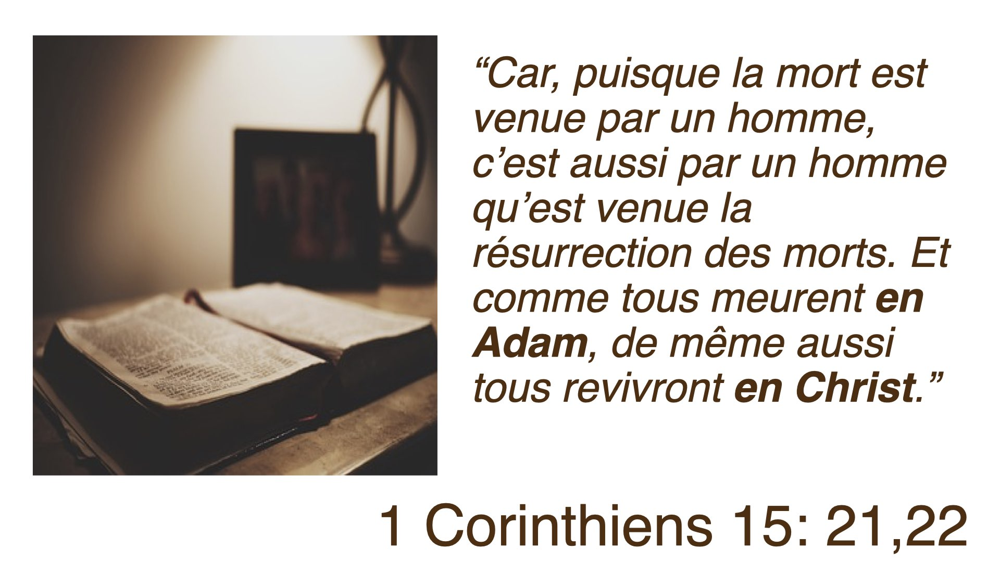 “Car, puisque la mort est
venue par un homme,
c’est aussi par un homme
qu’est venue la
résurrection des morts. Et
comme tous meurent en
Adam, de même aussi
tous revivront en Christ.”
1 Corinthiens 15: 21,22